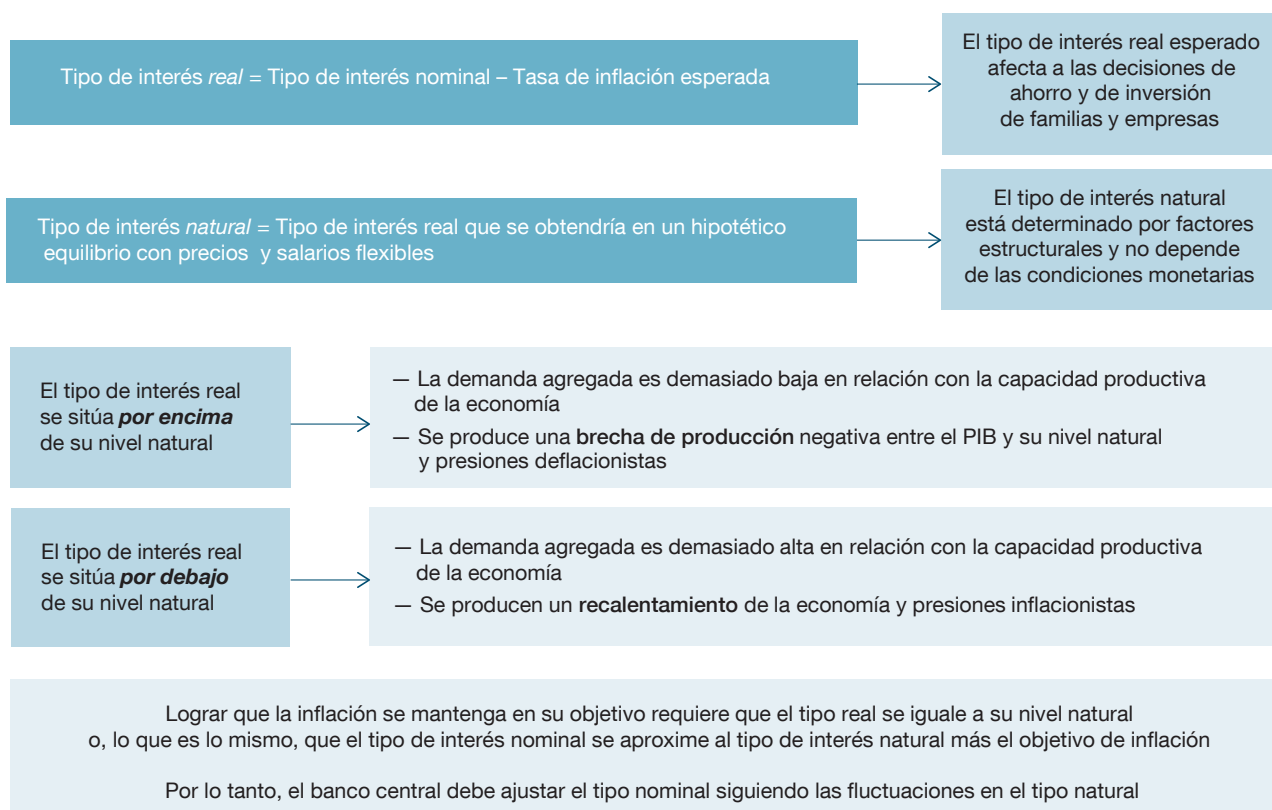 Tipo de interés real = Tipo de interés nominal – Tasa de inflación esperada
El tipo de interés real esperado
afecta a las decisiones de
ahorro y de inversión
de familias y empresas
Tipo de interés natural = Tipo de interés real que se obtendría en un hipotético
equilibrio con precios y salarios flexibles
El tipo de interés natural
está determinado por factores
estructurales y no depende
de las condiciones monetarias
El tipo de interés real
se sitúa por encima
de su nivel natural
— La demanda agregada es demasiado baja en relación con la capacidad productiva
de la economía
— Se produce una brecha de producción negativa entre el PIB y su nivel natural
y presiones deflacionistas
El tipo de interés real
se sitúa por debajo
de su nivel natural
— La demanda agregada es demasiado alta en relación con la capacidad productiva
de la economía
— Se producen un recalentamiento de la economía y presiones inflacionistas
Lograr que la inflación se mantenga en su objetivo requiere que el tipo real se iguale a su nivel natural
o, lo que es lo mismo, que el tipo de interés nominal se aproxime al tipo de interés natural más el objetivo de inflación
Por lo tanto, el banco central debe ajustar el tipo nominal siguiendo las fluctuaciones en el tipo natural